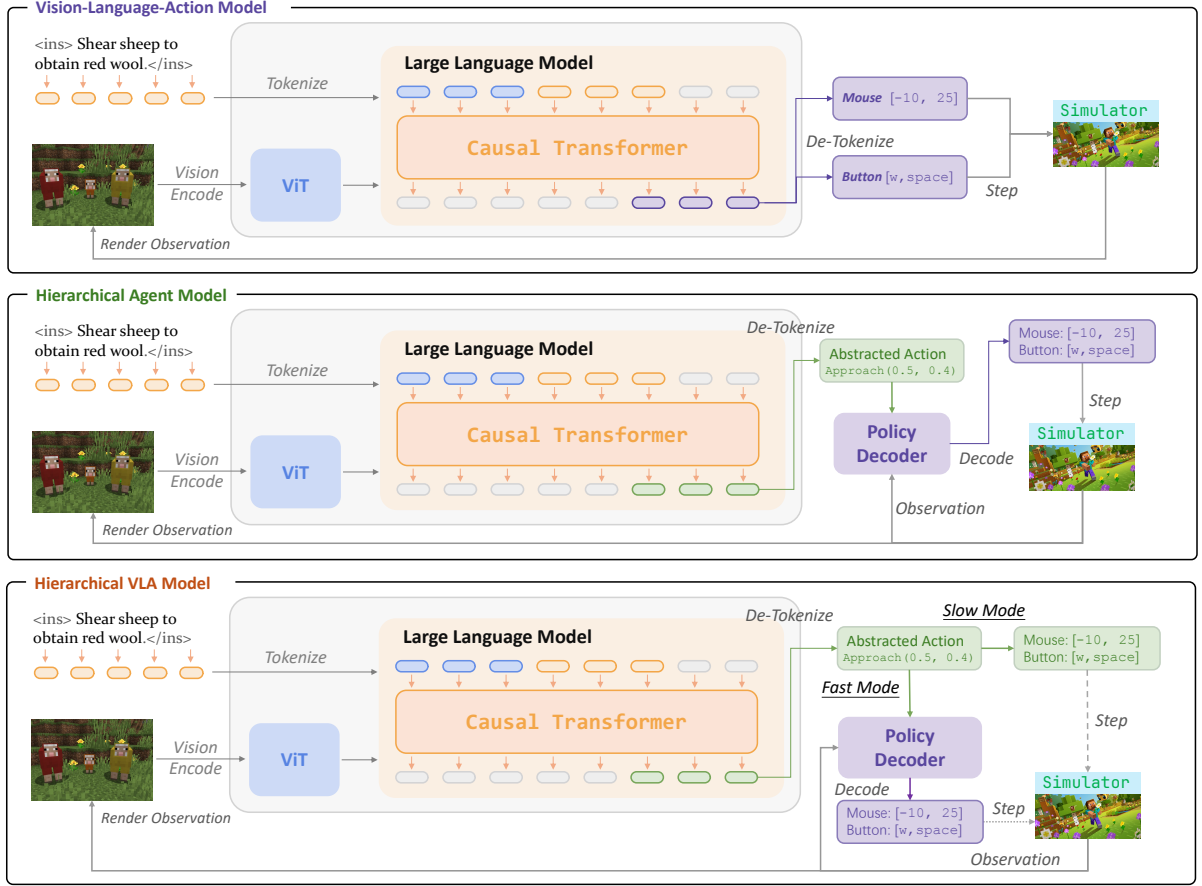 Vision-Language-Action Model
<ins> Shear sheep to
obtain red wool.</ins>
Tokenize
Large Language Model
Causal Transformer
Vision
Encode
ViT
Render Observation
De-Tokenize
Mouse [-10, 25]
Button [w,space]
Step
Simulator
Hierarchical Agent Model
<ins> Shear sheep to
obtain red wool.</ins>
Tokenize
Large Language Model
Causal Transformer
Vision
Encode
ViT
Render Observation
De-Tokenize
Abstracted Action
Approach(0.5, 0.4)
Policy
Decoder
Decode
Mouse: [-10, 25]
Button: [w,space]
Step
Simulator
Observation
Hierarchical VLA Model
<ins> Shear sheep to
obtain red wool.</ins>
Tokenize
Large Language Model
Causal Transformer
Vision
Encode
ViT
Render Observation
De-Tokenize
Slow Mode
Abstracted Action
Approach(0.5, 0.4)
Mouse: [-10, 25]
Button: [w,space]
Fast Mode
Policy
Decoder
Step
Decode
Simulator
Mouse: [-10, 25]
Button: [w,space]
Step
Observation